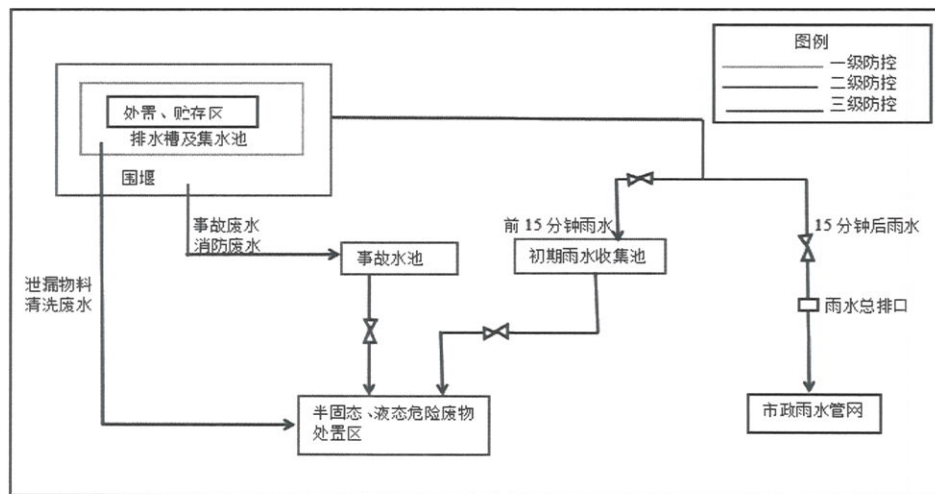 图例
一级防控
二级防控
三级防控
处置、贮存区
排水槽及集水池
围堰
事故废水
消防废水
前15分钟雨水
15分钟后雨水
事故水池
初期雨水收集池
泄漏物料
清洗废水
雨水总排口
半固态、液态危险废物
处置区
市政雨水管网